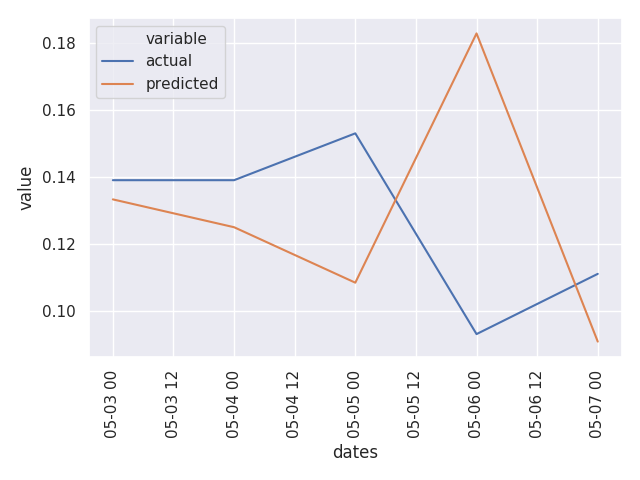 variable
actual
predicted
0.18
0.16
0.14
0.12
0.10
value
05-03 00
05-03 12
05-04 00
05-04 12
05-05 00
05-05 12
05-06 00
05-06 12
05-07 00
dates